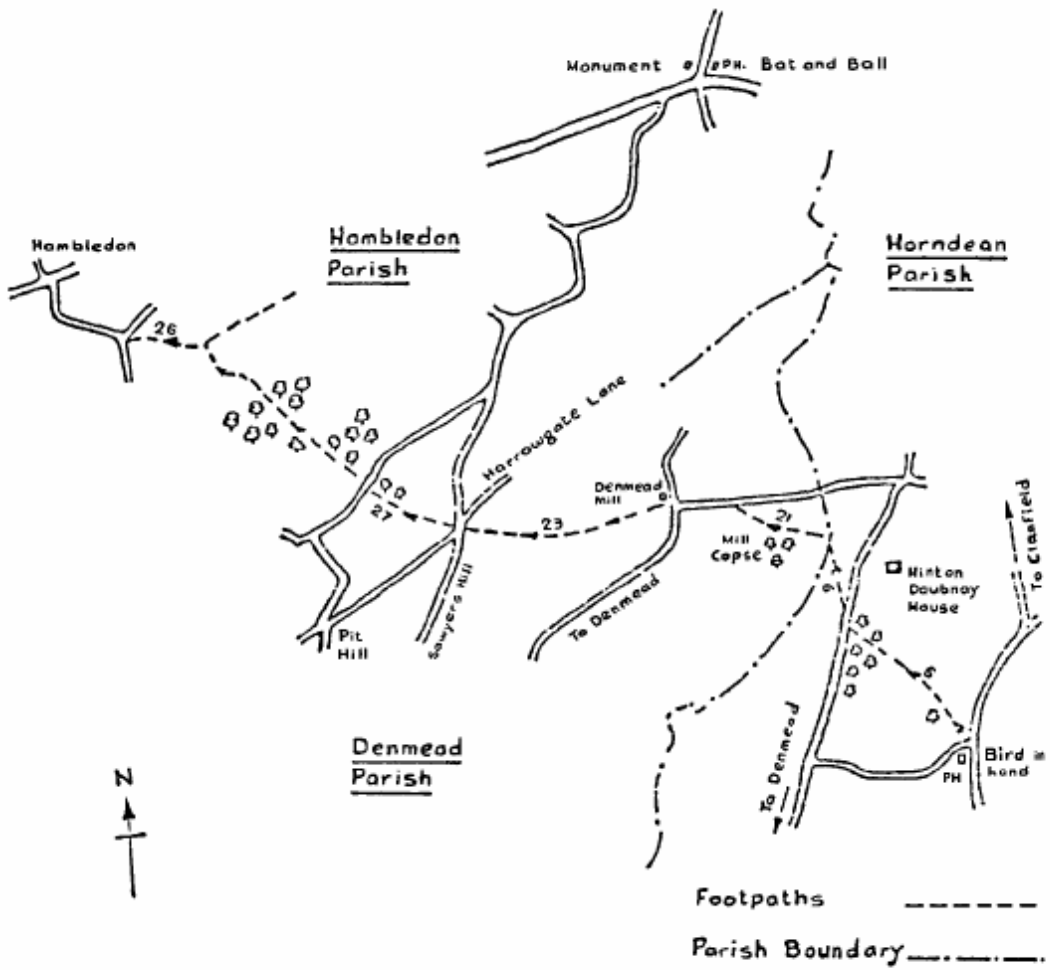 Monument
PH. Bat and Ball
Hambledon
Hambledon
Parish
Horndean
Parish
26
Harrowgate Lane
Denmead
Mill
27
23
21
Mill
Copse
9
Hinton
Daubnay
House
To Clanfield
To Denmead
Sawyers Hill
Pit
Hill
6
Denmead
Parish
To Denmead
PH
Bird in
hand
N
Footpaths
Parish Boundary